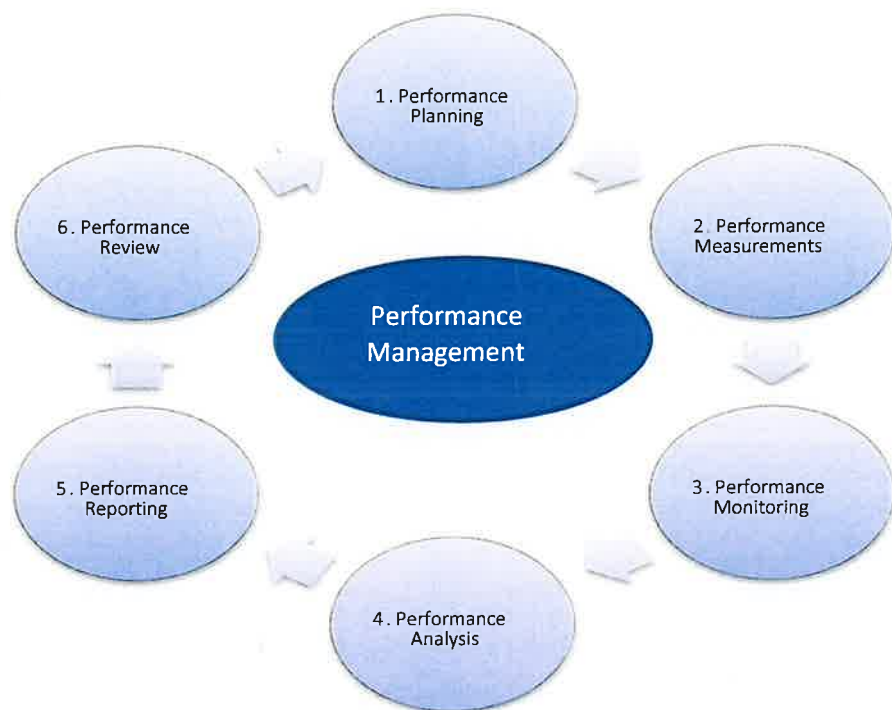 1. Performance
Planning
2. Performance
Measurements
3. Performance
Monitoring
4. Performance
Analysis
5. Performance
Reporting
6. Performance
Review
Performance
Management